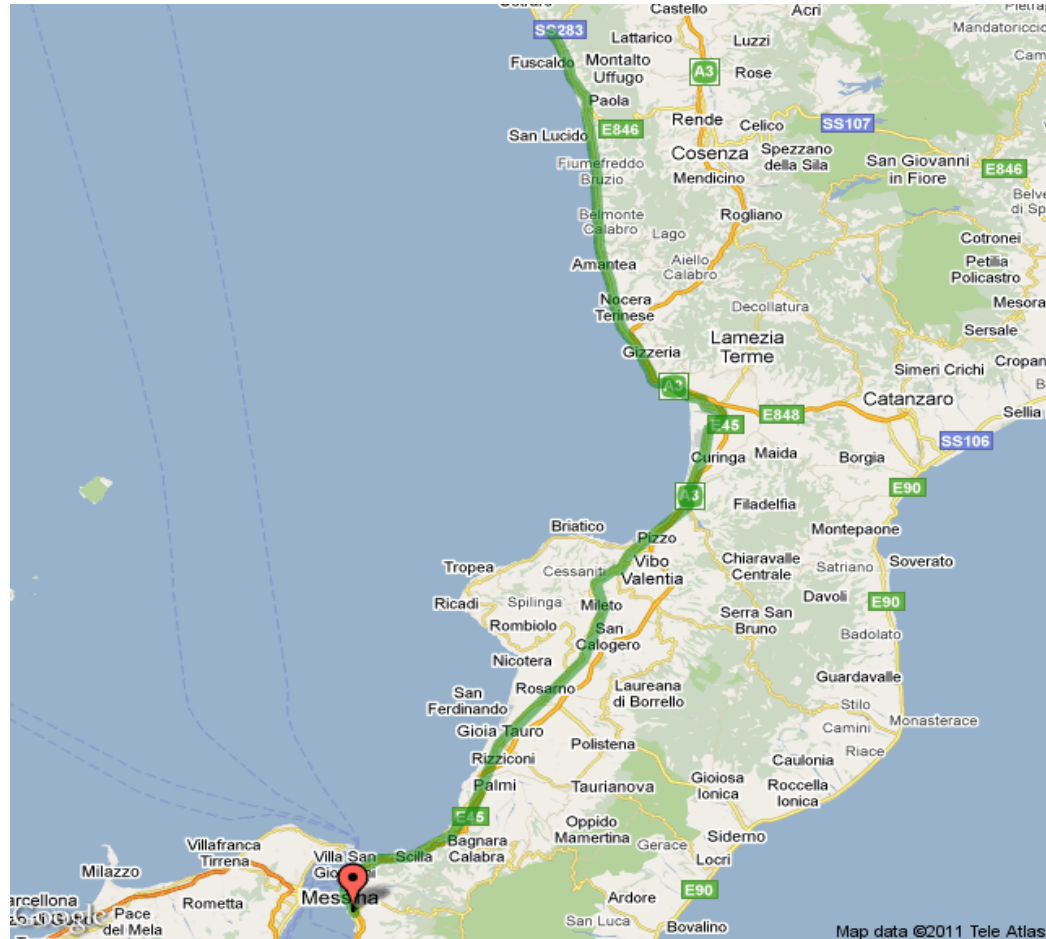 Castello
Acri
SS283
Lattarico
Luzzi
Mandatoriccio
Fuscaldo
Montalto
Uffugo
A3
Rose
Paola
Rende
Celico
SS107
San Lucido
E846
Cosenza
Spezzano
della Sila
San Giovanni
in Fiore
E846
Fiumefreddo
Bruzio
Mendicino
Belmonte
Calabro
Rogliano
Lago
Cotronei
Amantea
Aiello
Calabro
Petilia
Policastro
Nocera
Terinese
Decollatura
Mesora
Sersale
Gizzeria
Lamezia
Terme
Simeri Crichi
Cropan
A3
Catanzaro
Sellia
E848
E45
SS106
Curinga
Maida
Borgia
A3
E90
Filadelfia
Briatico
Montepaone
Pizzo
Tropea
Cessaniti
Vibo
Valentia
Chiaravalle
Centrale
Satriano
Soverato
Ricadi
Spilinga
Mileto
Davoli
E90
Serra San
Bruno
Rombiolo
San
Calogero
Badolato
Nicotera
Guardavalle
San
Ferdinando
Rosarno
Laureana
di Borrello
Stilo
Monasterace
Gioia Tauro
Camini
Polistena
Riace
Rizziconi
Caulonia
Palmi
Taurianova
Gioiosa
Ionica
Roccella
Ionica
E45
Oppido
Mamertina
Siderno
Villafranca
Tirrena
Bagnara
Calabra
Gerace
Villa San
Scilla
Locri
Milazzo
Messina
E90
Rometta
Ardore
Pace
del Mela
San Luca
Bovalino
Google
Map data ©2011 Tele Atlas